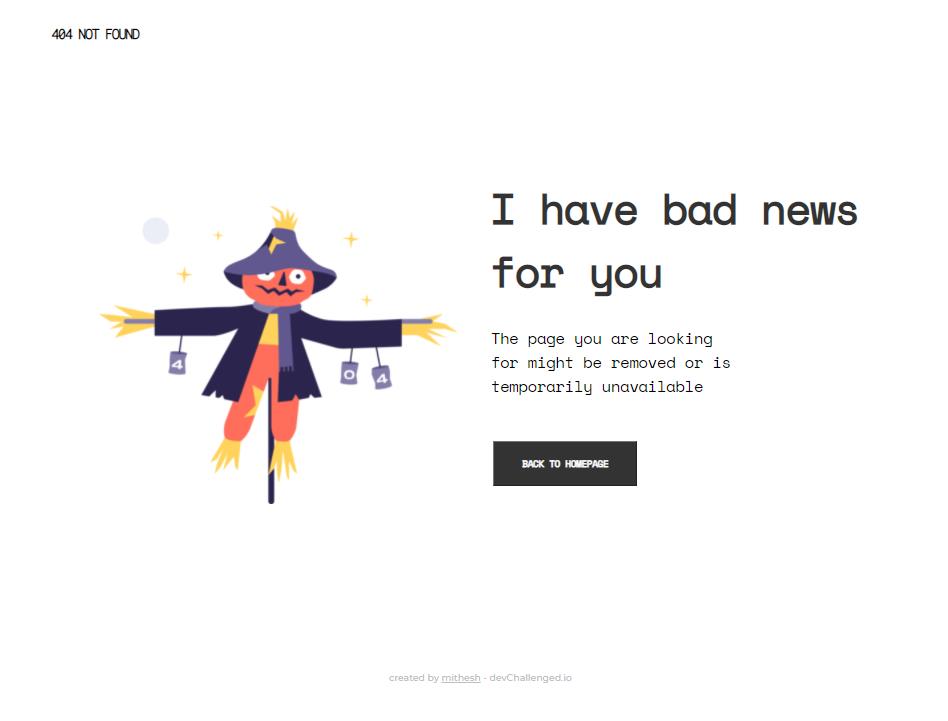 404 NOT FOUND
I have bad news
for you
4
0
4
The page you are looking
for might be removed or is
temporarily unavailable
BACK TO HOMEPAGE
created by mithesh - devChallenged.io